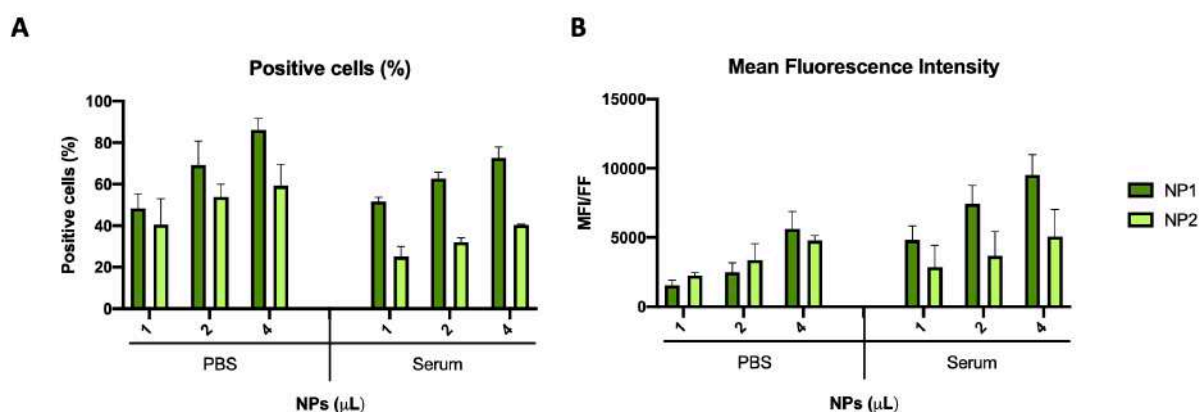 A
Positive cells (%)
Positive cells (%)
100
80
60
40
20
0
1
2
4
1
2
4
PBS
Serum
NPs (μL)
B
Mean Fluorescence Intensity
MFI/FF
15000
10000
5000
0
1
2
4
1
2
4
PBS
Serum
NPs (μL)
NP1
NP2